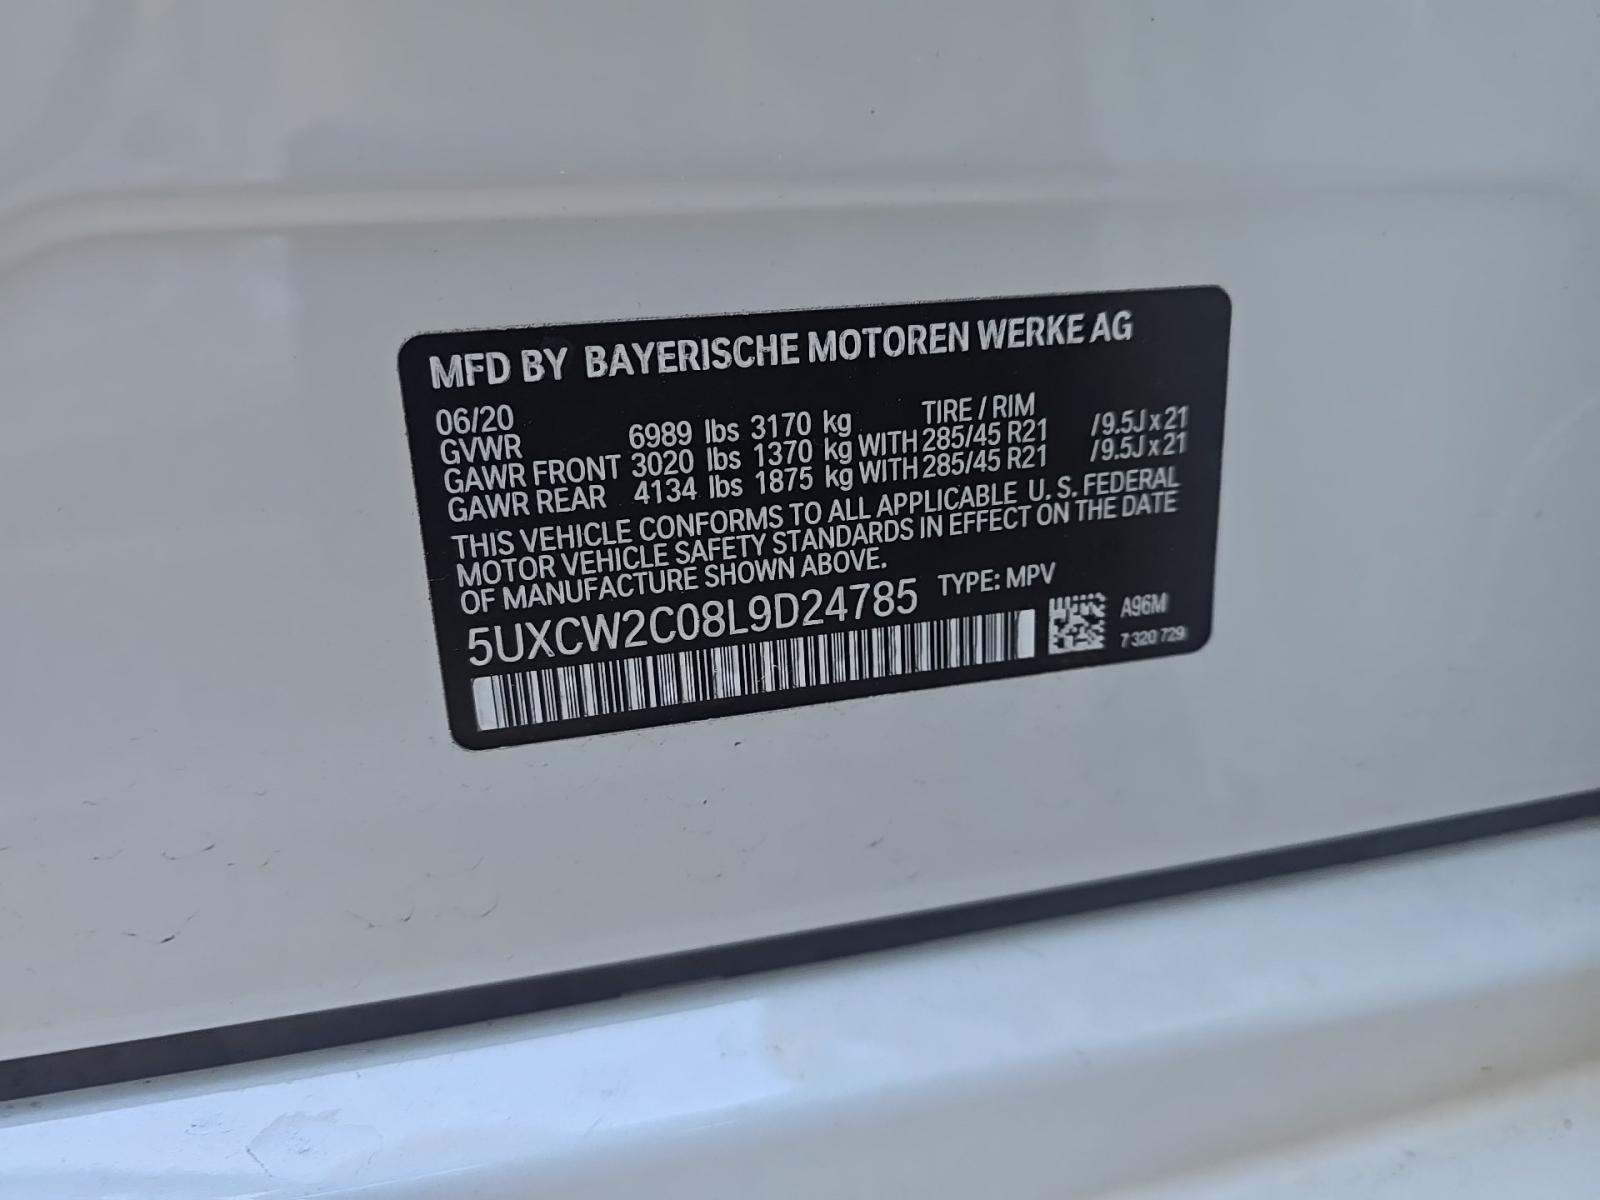 MFD BY BAYERISCHE MOTOREN WERKE AG
06/20 TIRE / RIM
GVWR 6989 lbs 3170 kg
GAWR FRONT 3020 lbs 1370 kg WITH 285/45 R21 /9.5J x 21
GAWR REAR 4134 lbs 1875 kg WITH 285/45 R21 /9.5J x 21
THIS VEHICLE CONFORMS TO ALL APPLICABLE U. S. FEDERAL
MOTOR VEHICLE SAFETY STANDARDS IN EFFECT ON THE DATE
OF MANUFACTURE SHOWN ABOVE.
5UXCW2C08L9D24785 TYPE: MPV
A96M
7 320 729